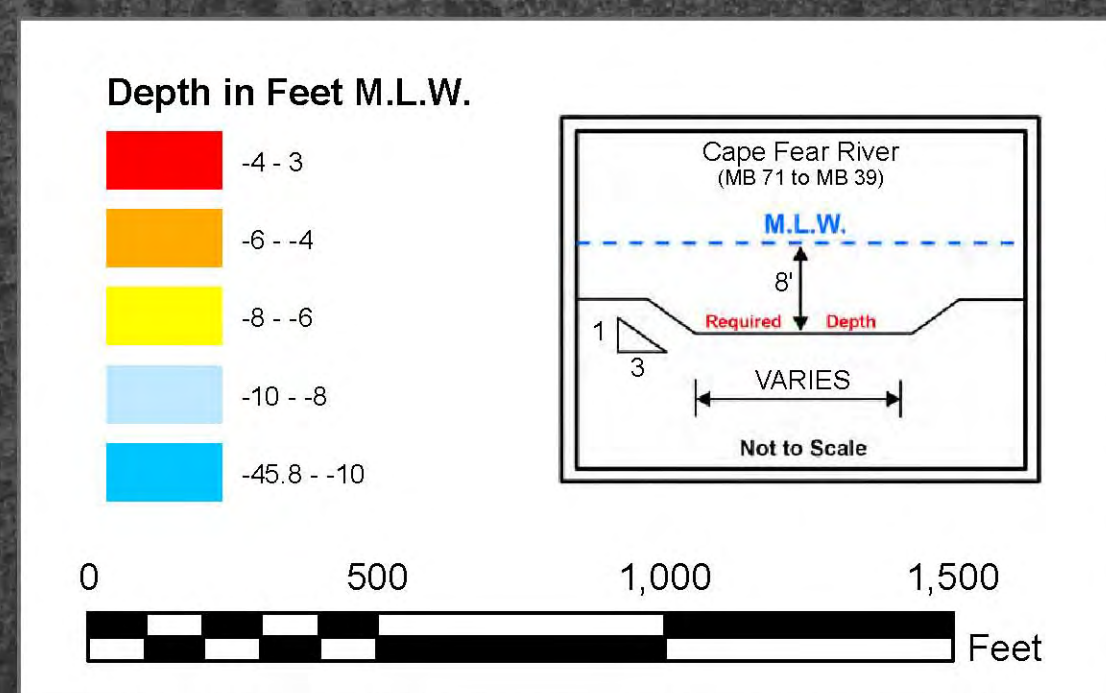 Depth in Feet M.L.W.
-4 - 3
-6 - -4
-8 - -6
-10 - -8
-45.8 - -10
Cape Fear River
(MB 71 to MB 39)
M.L.W.
8'
Required Depth
1
3
VARIES
Not to Scale
0 500 1,000 1,500
Feet